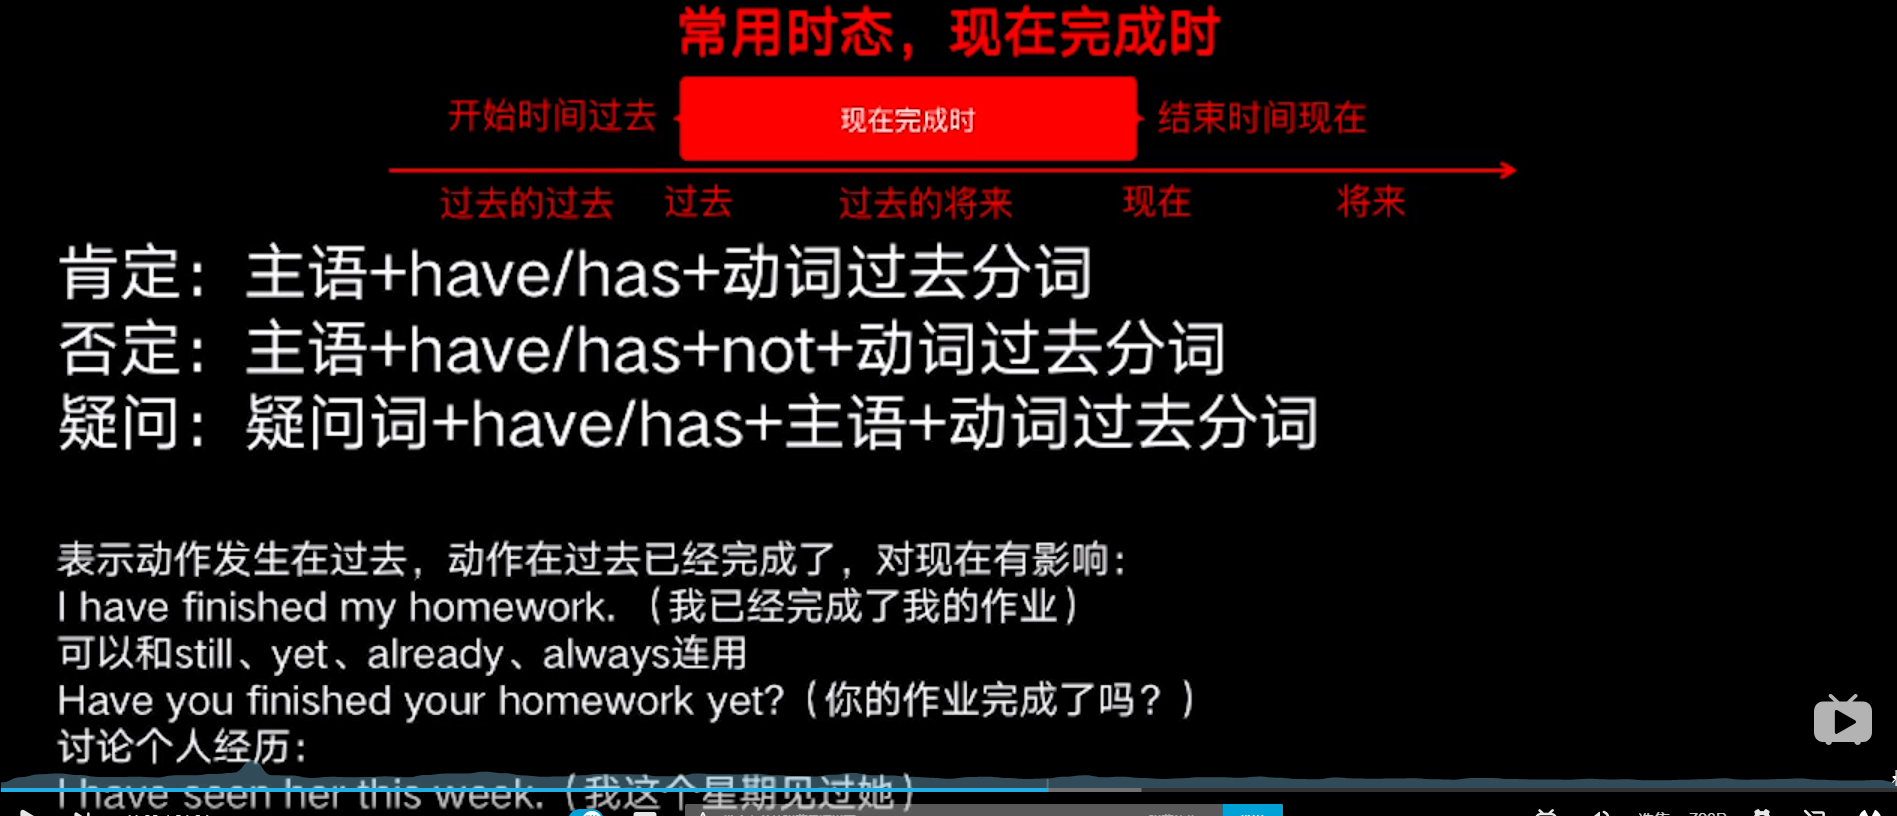 常用时态，现在完成时
开始时间过去
现在完成时
结束时间现在
过去的过去
过去
过去的将来
现在
将来
肯定：主语+have/has+动词过去分词
否定：主语+have/has+not+动词过去分词
疑问：疑问词+have/has+主语+动词过去分词
表示动作发生在过去，动作在过去已经完成了，对现在有影响：
I have finished my homework.（我已经完成了我的作业）
可以和still、yet、already、always连用
Have you finished your homework yet?（你的作业完成了吗？）
讨论个人经历：
I have seen her this week.（我这个星期见过她）